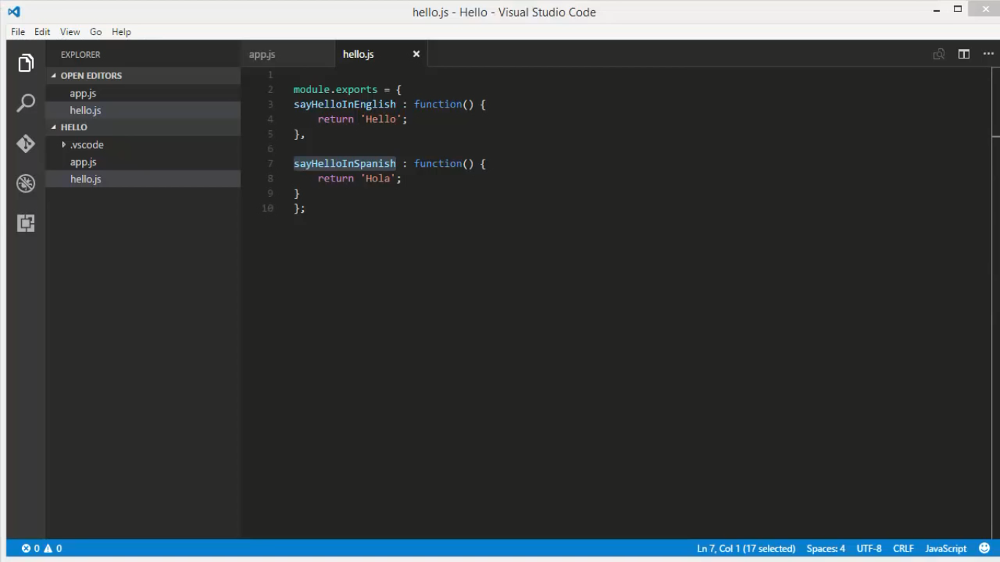 hello.js - Hello - Visual Studio Code
File Edit View Go Help
EXPLORER
OPEN EDITORS
app.js
hello.js
HELLO
.vscode
app.js
hello.js
app.js hello.js
1
2 module.exports = {
3 sayHelloInEnglish : function() {
4 return 'Hello';
5 },
6
7 sayHelloInSpanish : function() {
8 return 'Hola';
9 }
10 };
0 0 Ln 7, Col 1 (17 selected) Spaces: 4 UTF-8 CRLF JavaScript